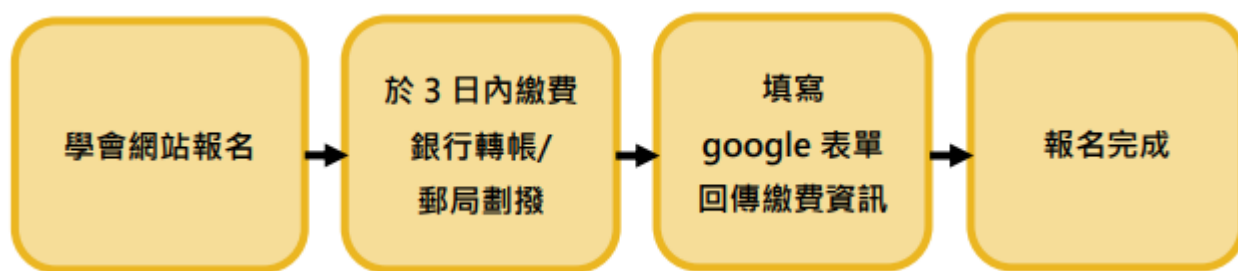 學會網站報名
於 3 日內繳費
銀行轉帳/
郵局劃撥
填寫
google 表單
回傳繳費資訊
報名完成